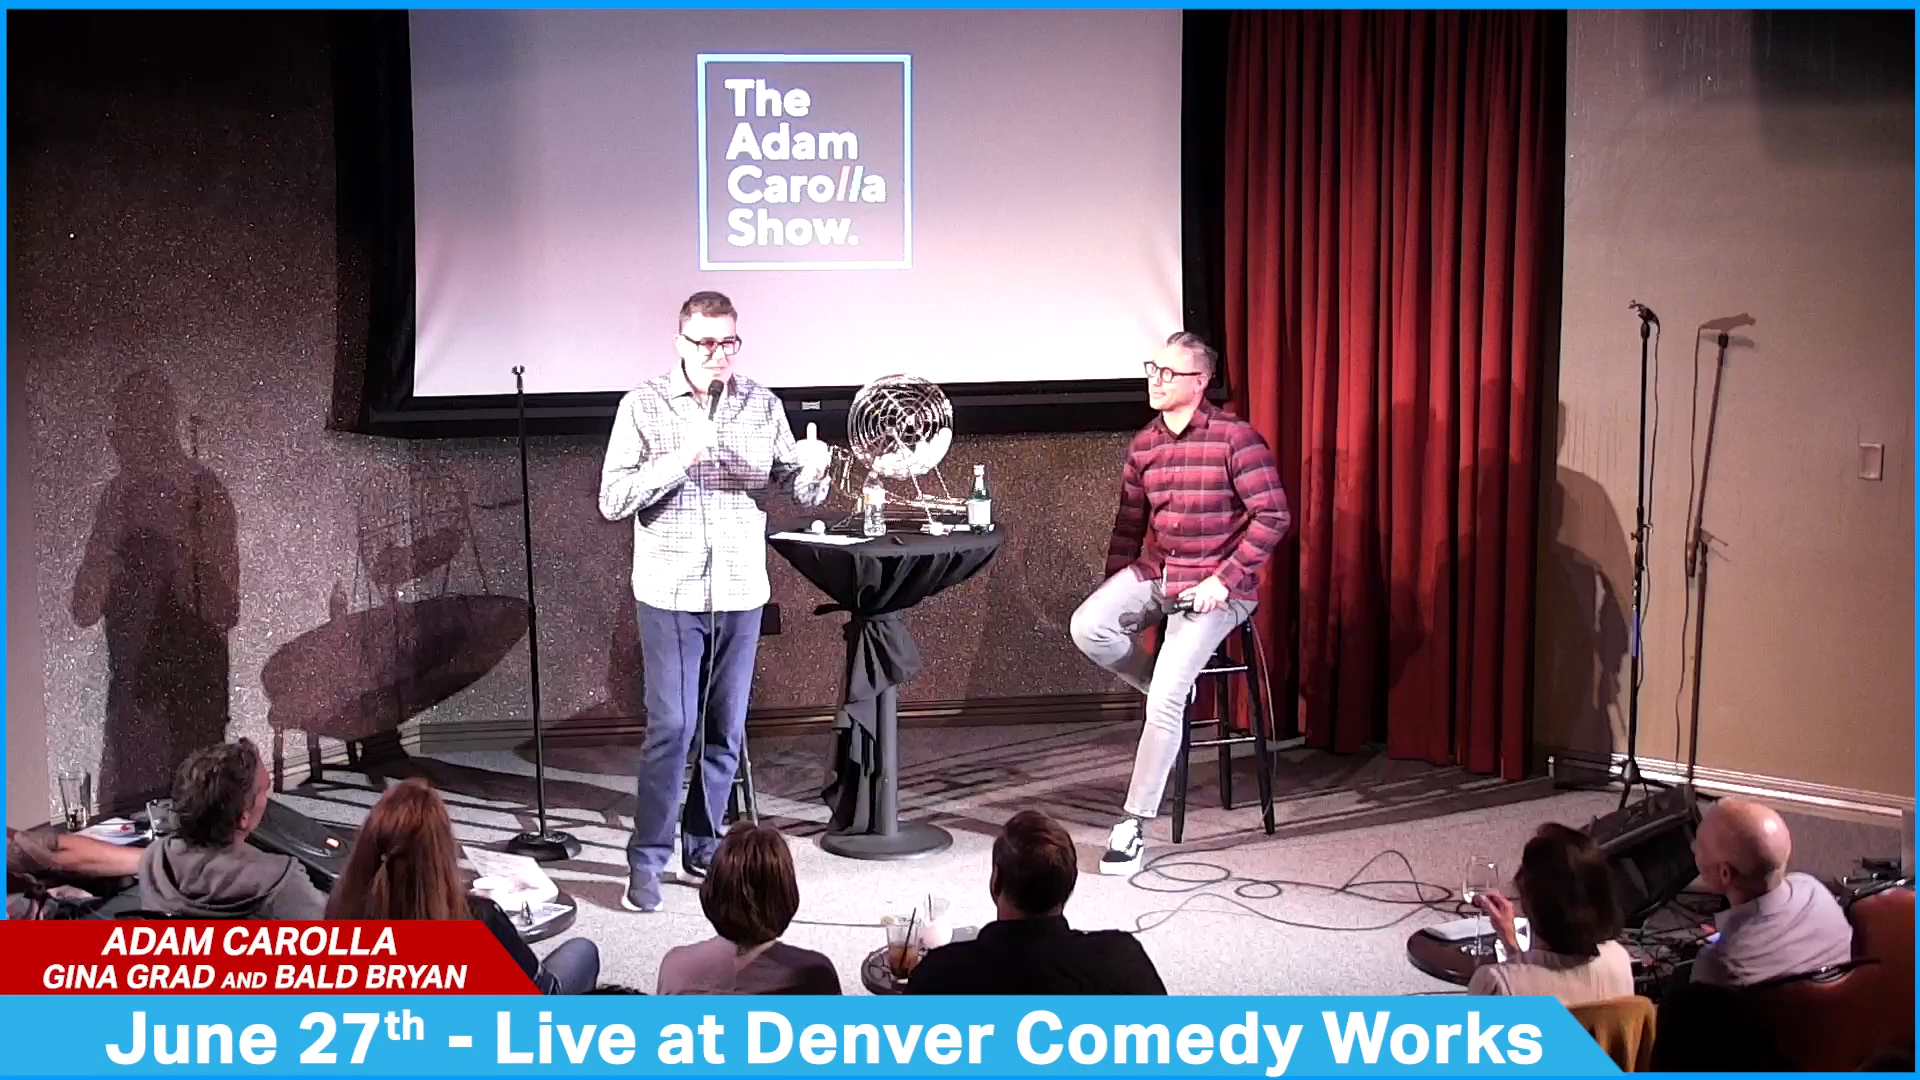 The
Adam
Carolla
Show.
ADAM CAROLLA
GINA GRAD AND BALD BRYAN
June 27th - Live at Denver Comedy Works